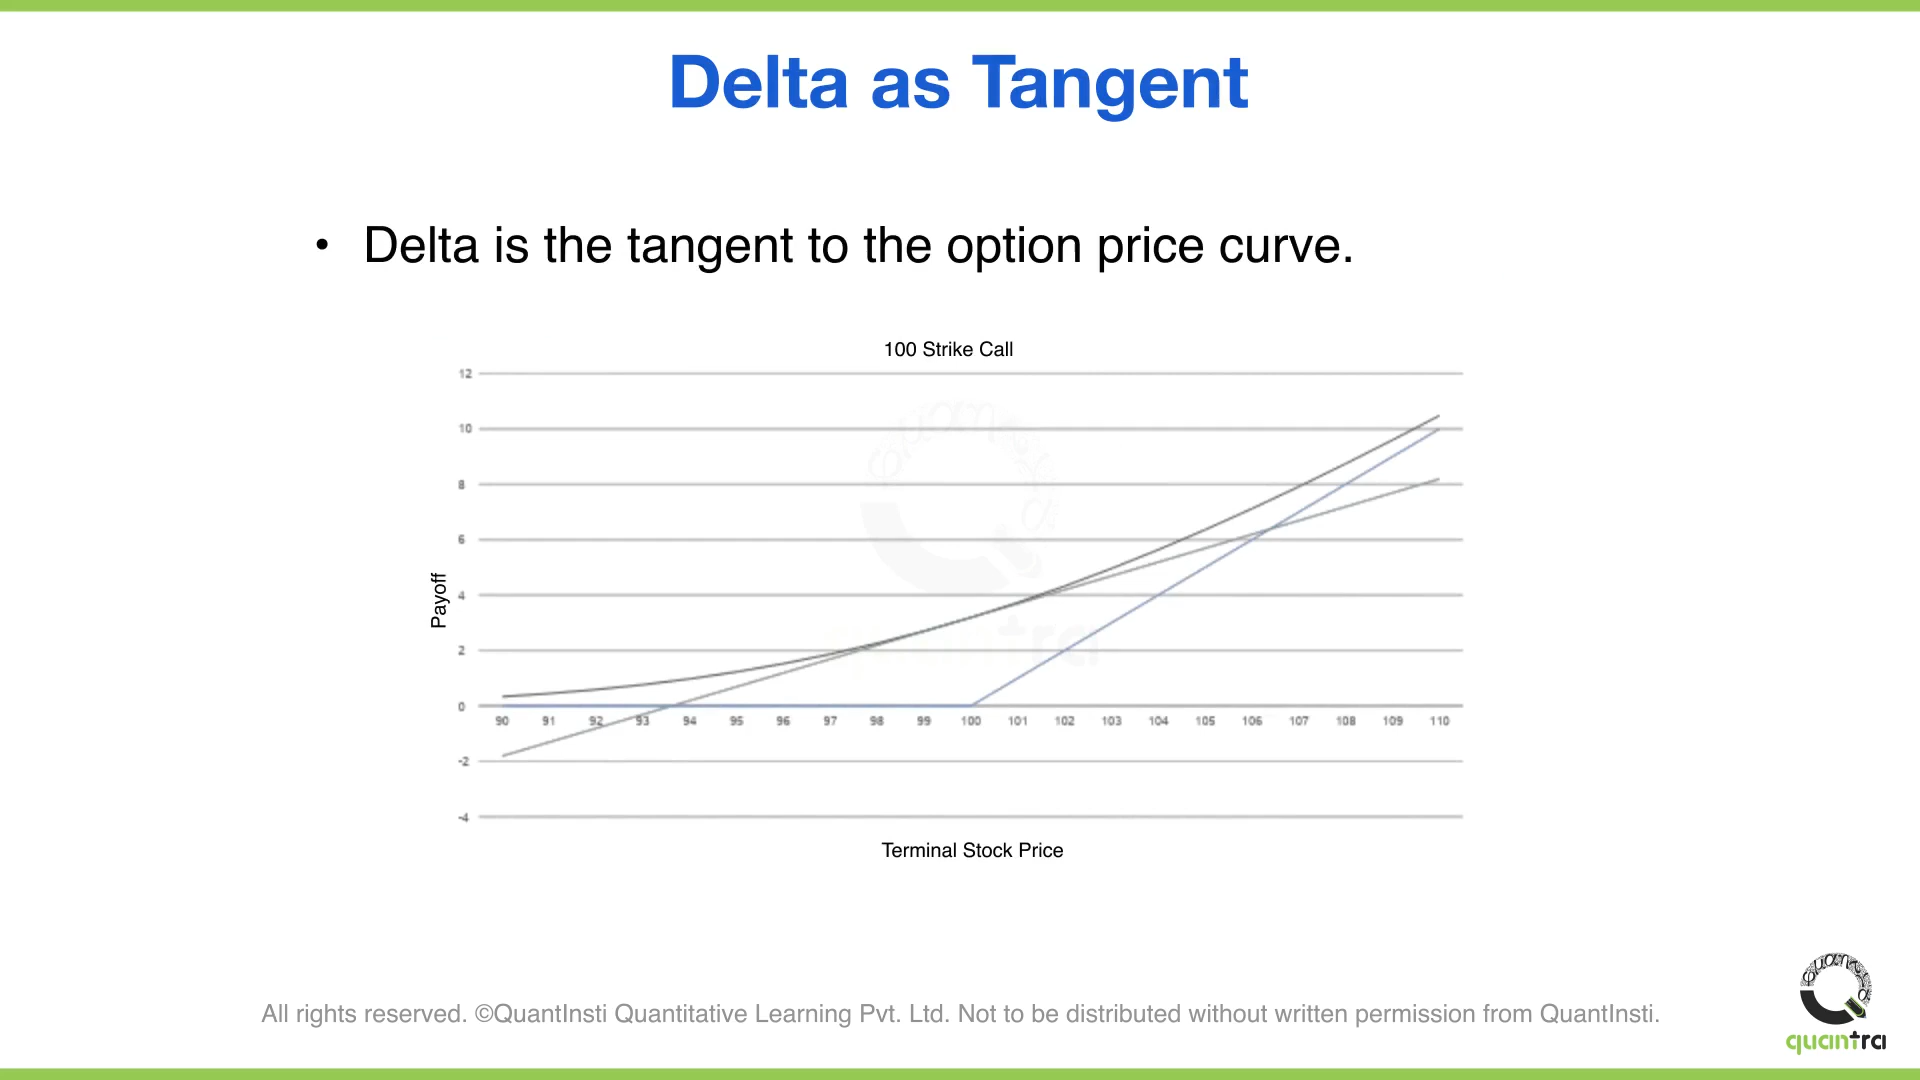 Delta as Tangent
• Delta is the tangent to the option price curve.
100 Strike Call
12
10
8
6
4
2
0
-2
-4
Payoff
90 91 92 93 94 95 96 97 98 99 100 101 102 103 104 105 106 107 108 109 110
Terminal Stock Price
All rights reserved. ©QuantInsti Quantitative Learning Pvt. Ltd. Not to be distributed without written permission from QuantInsti.
quantra